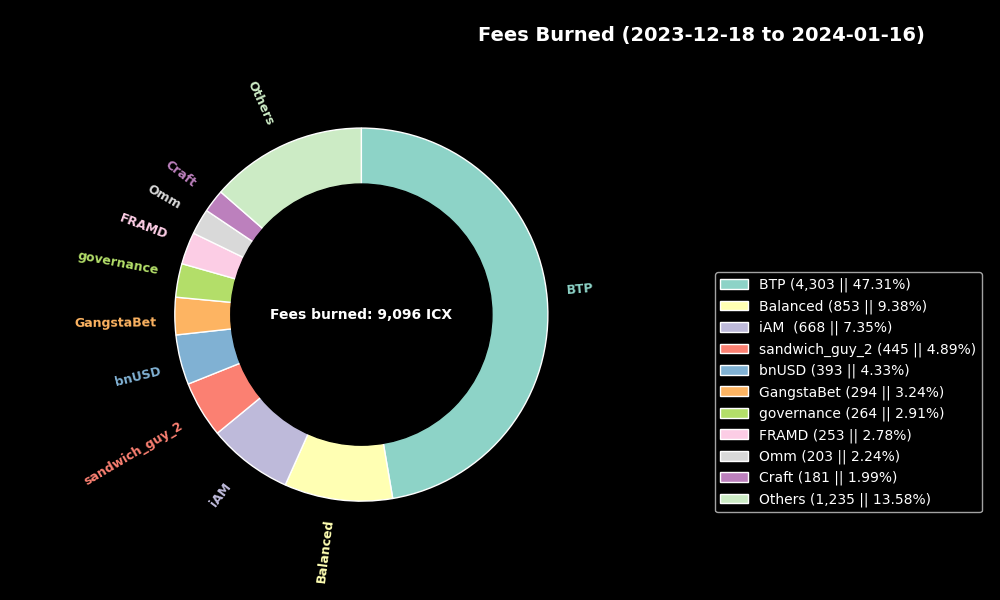 Fees Burned (2023-12-18 to 2024-01-16)
Others
Craft
Omm
FRAMD
governance
GangstaBet
bnUSD
sandwich_guy_2
iAM
Balanced
BTP
Fees burned: 9,096 ICX
BTP (4,303 || 47.31%)
Balanced (853 || 9.38%)
iAM  (668 || 7.35%)
sandwich_guy_2 (445 || 4.89%)
bnUSD (393 || 4.33%)
GangstaBet (294 || 3.24%)
governance (264 || 2.91%)
FRAMD (253 || 2.78%)
Omm (203 || 2.24%)
Craft (181 || 1.99%)
Others (1,235 || 13.58%)